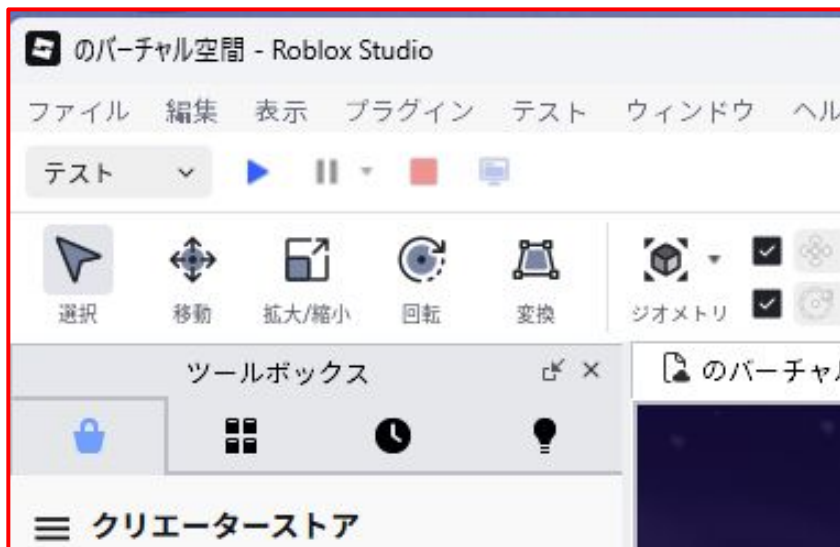 のバーチャル空間 - Roblox Studio
ファイル 編集 表示 プラグイン テスト ウィンドウ ヘル
テスト
選択 移動 拡大/縮小 回転 変換 ジオメトリ
ツールボックス のバーチャル
クリエーターストア